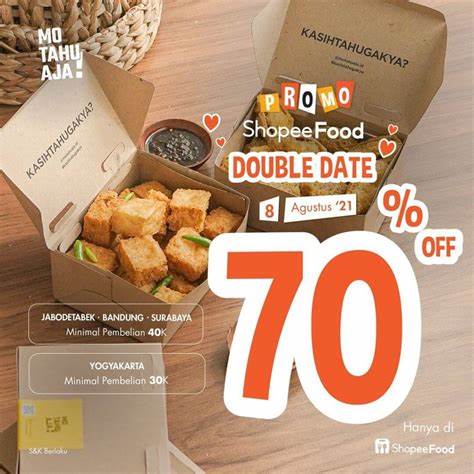 MO
TAHU
AJA!
KASIHTAHUGAKYA?
KASIHTAHUGAKYA?
PROMO
ShopeeFood
DOUBLE DATE
8 Agustus '21
70% OFF
JABODETABEK · BANDUNG · SURABAYA
Minimal Pembelian 40K
YOGYAKARTA
Minimal Pembelian 30K
S&K Berlaku
Hanya di
ShopeeFood